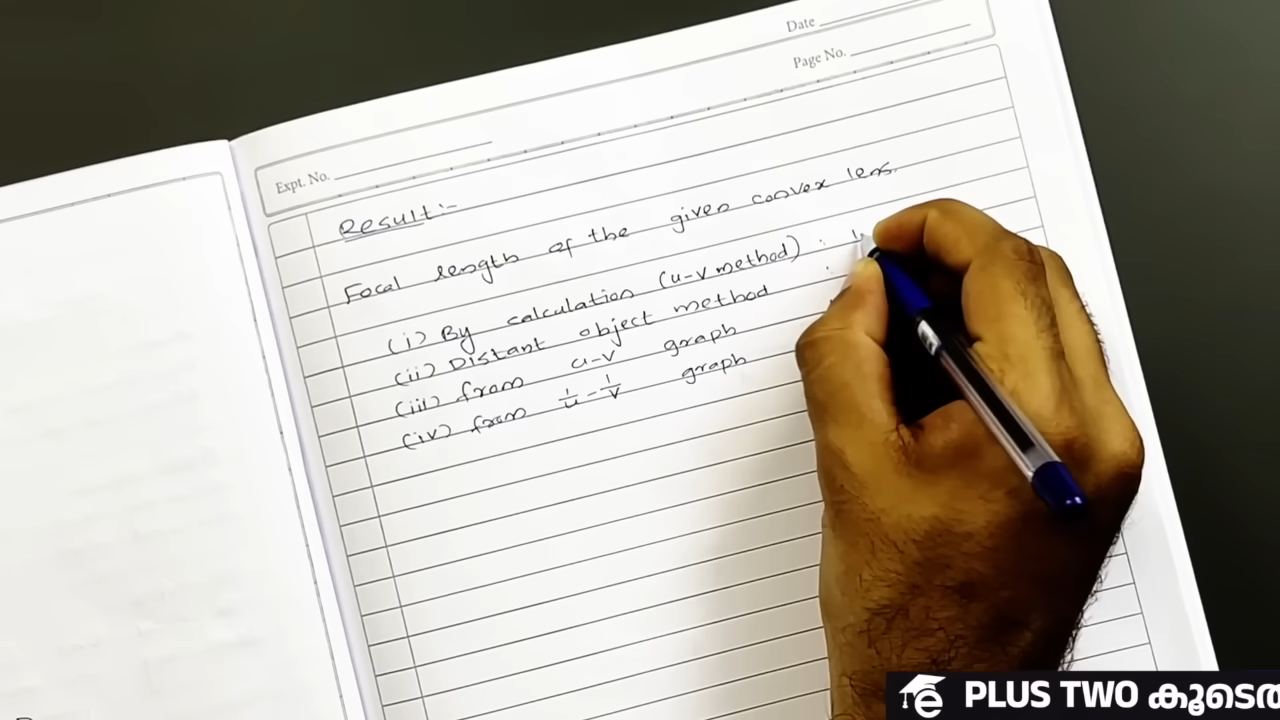 Date
Page No.
Expt. No.
Result:-
Focal length of the given convex lens.
(i) By calculation (u-v method) :
(ii) Distant object method :
(iii) from u-v graph
(iv) from 1/u - 1/v graph
PLUS TWO കൂടെ